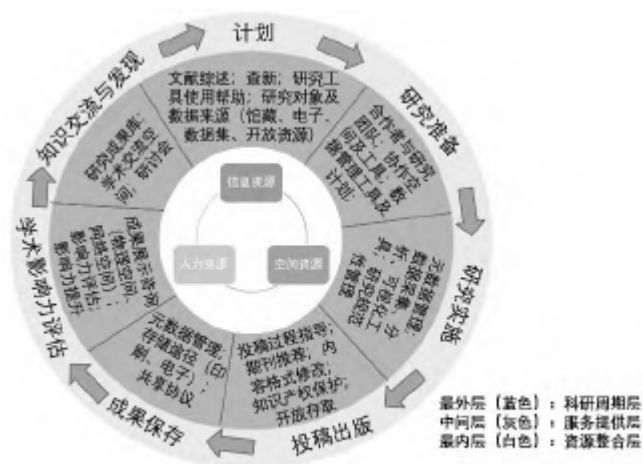 计划
文献综述；查新；研究工
具使用帮助；研究对象及
数据来源（馆藏、电子、
数据集、开放资源）
研究准备
合作者与研究
团队；协作空
间及工具；数
据管理工具及
计划；
研究实施
元数据管理；
数据采集、分
析、可视化工
具；研究规范
性管理
投稿出版
投稿过程指导；
期刊推荐；内
容格式修改；
知识产权保护；
开放存取
成果保存
元数据管理；
存储途径（印
刷、电子）；
共享协议
学术影响力评估
成果展示咨询
（物理空间、
网络空间）；
影响力评估；
影响力提升
知识交流与发现
研究成果库；
学术交流空
间；研讨会
信息资源
人力资源
空间资源
最外层（蓝色）：科研周期层
中间层（灰色）：服务提供层
最内层（白色）：资源整合层